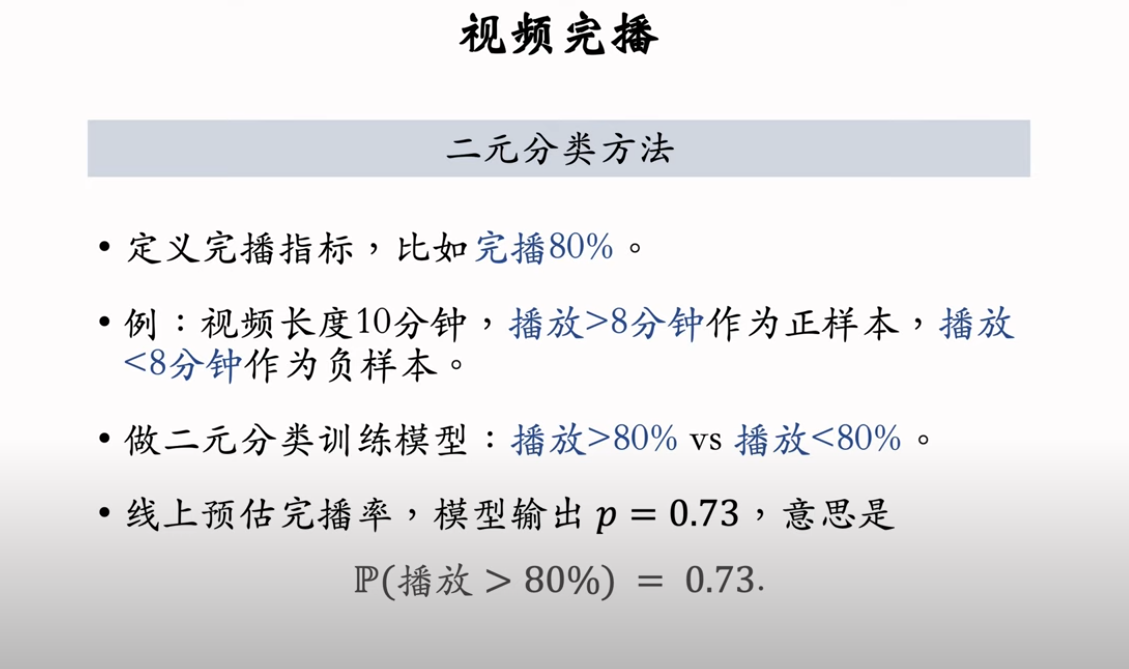 视频完播
二元分类方法
• 定义完播指标，比如完播80%。
• 例：视频长度10分钟，播放>8分钟作为正样本，播放
<8分钟作为负样本。
• 做二元分类训练模型：播放>80% vs 播放<80%。
• 线上预估完播率，模型输出 p = 0.73，意思是
ℙ(播放 > 80%) = 0.73.